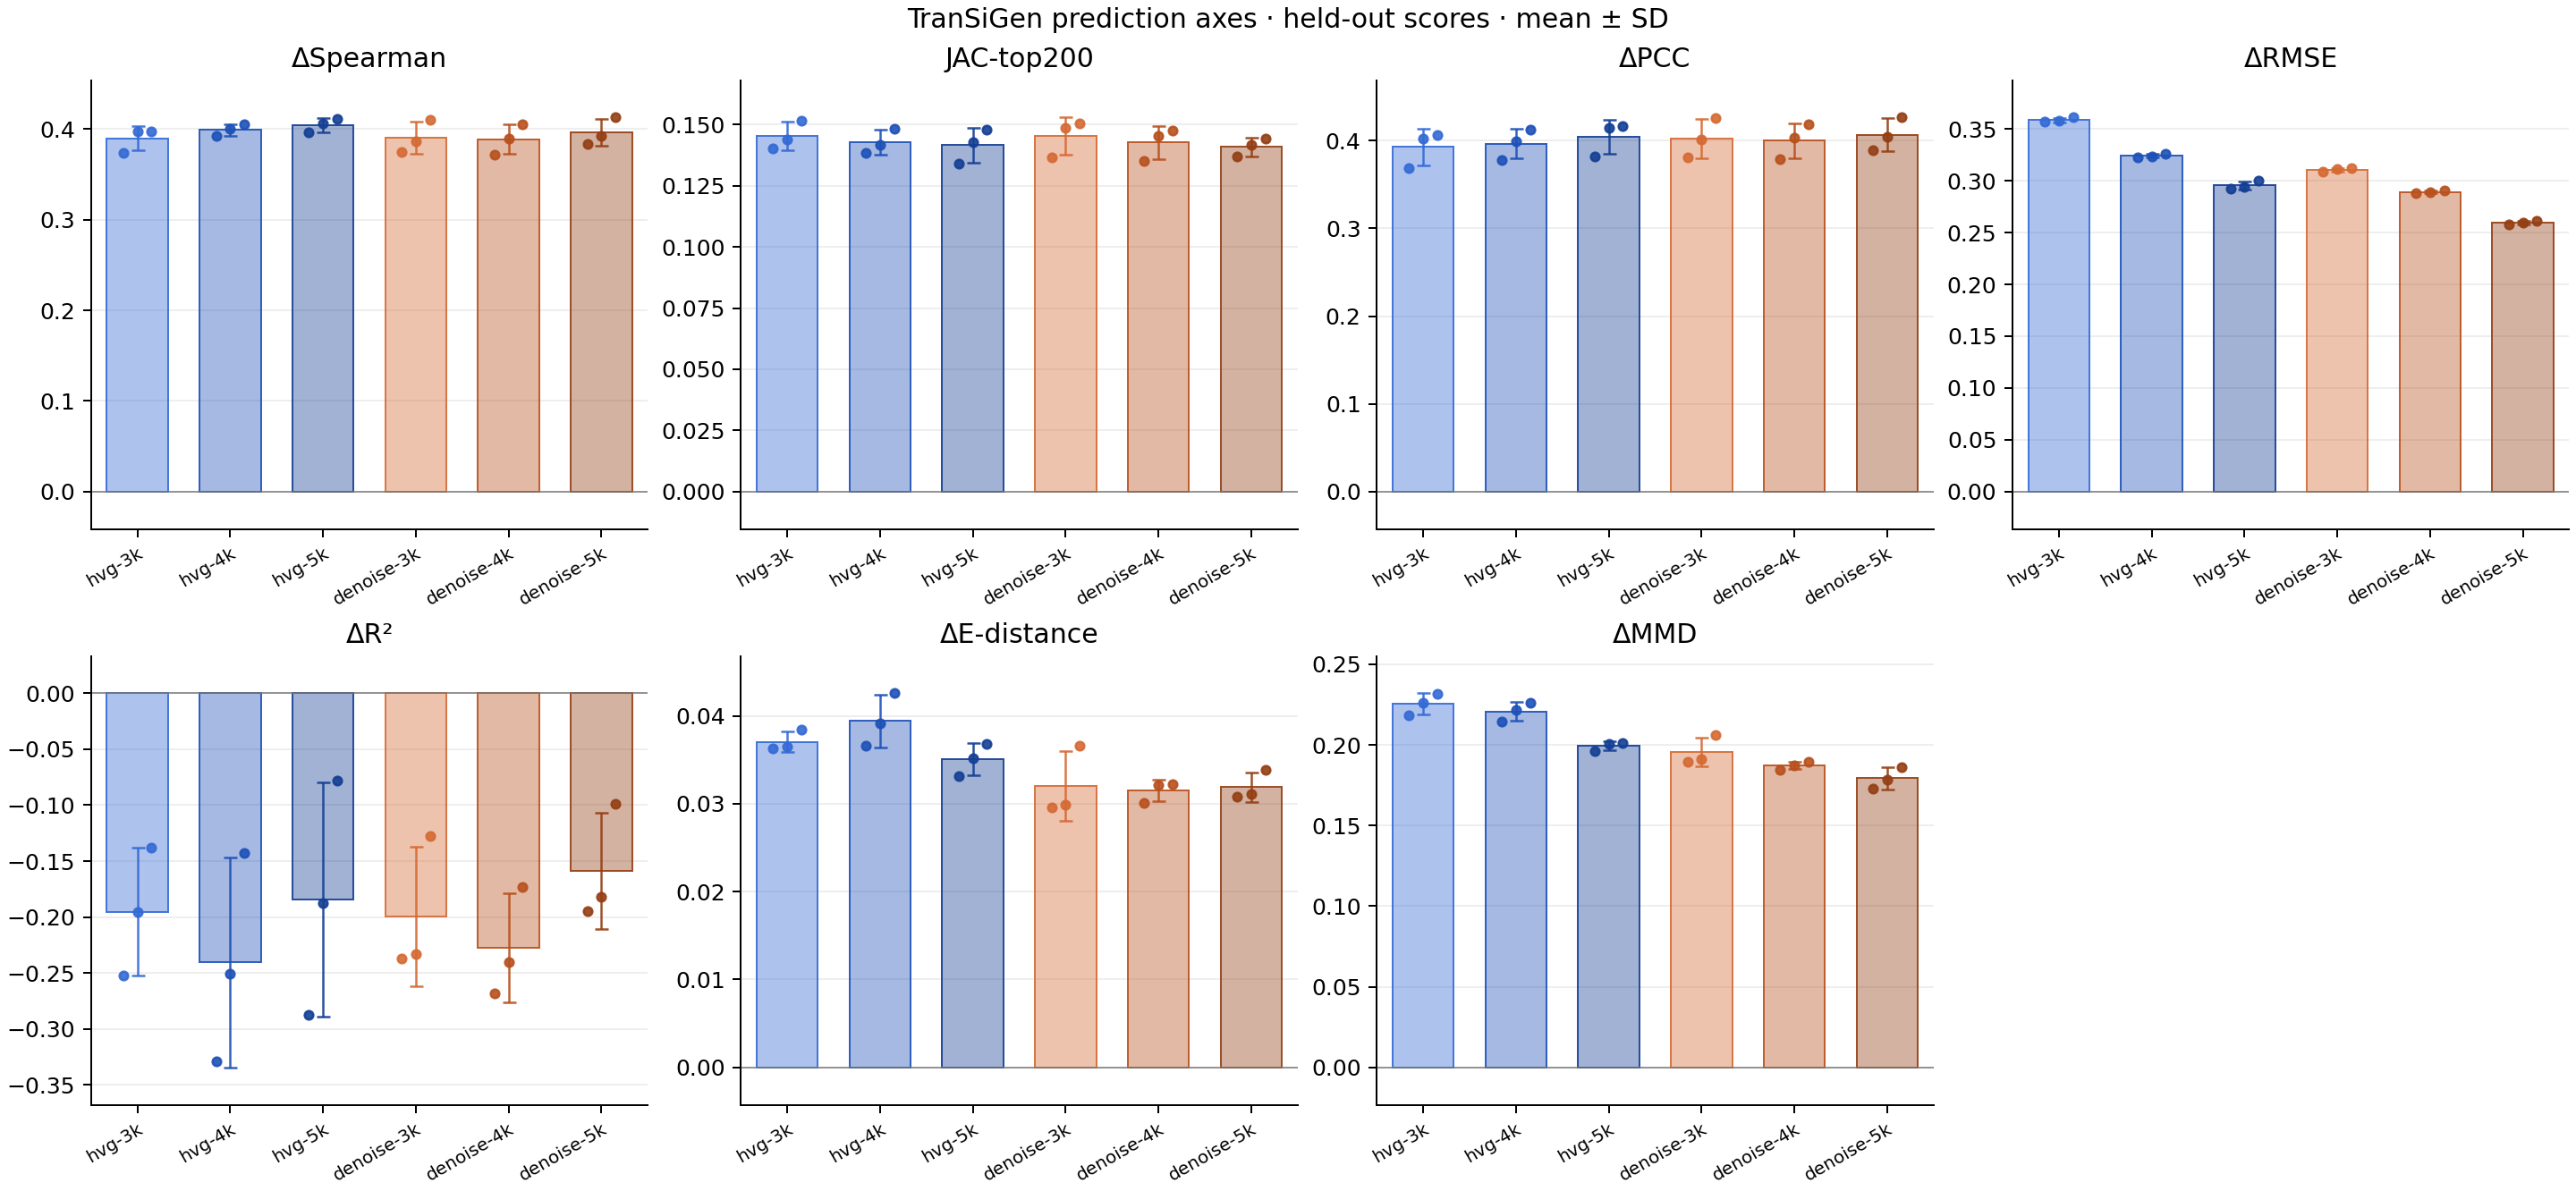 TranSiGen prediction axes · held-out scores · mean ± SD
ΔSpearman
0.4
0.3
0.2
0.1
0.0
hvg-3k
hvg-4k
hvg-5k
denoise-3k
denoise-4k
denoise-5k
JAC-top200
0.150
0.125
0.100
0.075
0.050
0.025
0.000
hvg-3k
hvg-4k
hvg-5k
denoise-3k
denoise-4k
denoise-5k
ΔPCC
0.4
0.3
0.2
0.1
0.0
hvg-3k
hvg-4k
hvg-5k
denoise-3k
denoise-4k
denoise-5k
ΔRMSE
0.35
0.30
0.25
0.20
0.15
0.10
0.05
0.00
hvg-3k
hvg-4k
hvg-5k
denoise-3k
denoise-4k
denoise-5k
ΔR²
0.00
−0.05
−0.10
−0.15
−0.20
−0.25
−0.30
−0.35
hvg-3k
hvg-4k
hvg-5k
denoise-3k
denoise-4k
denoise-5k
ΔE-distance
0.04
0.03
0.02
0.01
0.00
hvg-3k
hvg-4k
hvg-5k
denoise-3k
denoise-4k
denoise-5k
ΔMMD
0.25
0.20
0.15
0.10
0.05
0.00
hvg-3k
hvg-4k
hvg-5k
denoise-3k
denoise-4k
denoise-5k